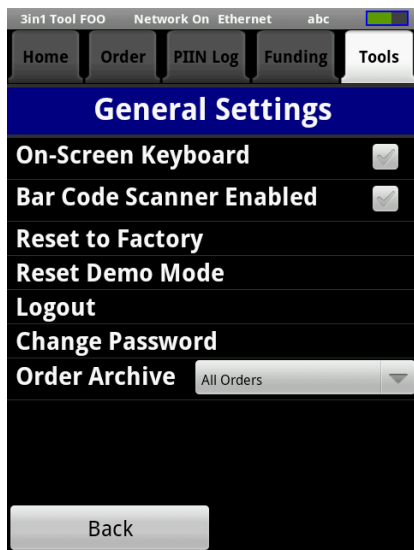 3in1 Tool FOO Network On Ethernet abc
Home Order PIIN Log Funding Tools
General Settings
On-Screen Keyboard
Bar Code Scanner Enabled
Reset to Factory
Reset Demo Mode
Logout
Change Password
Order Archive All Orders
Back